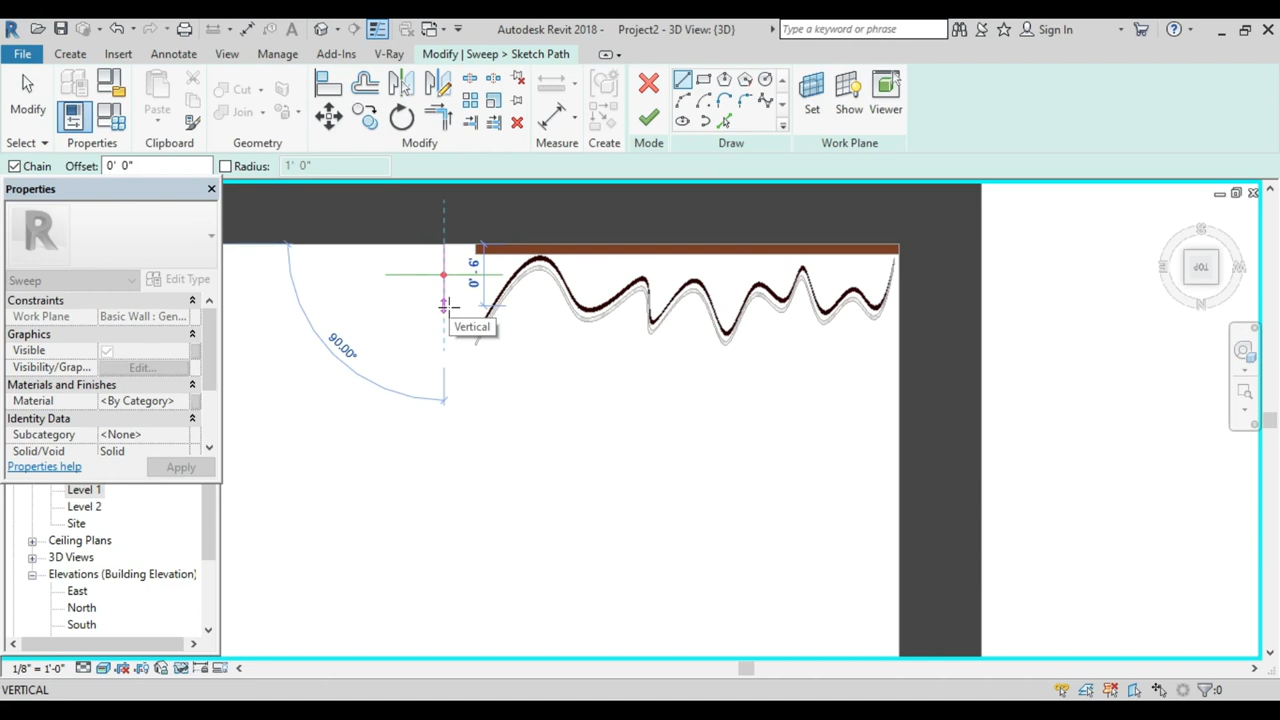 Autodesk Revit 2018 - Project2 - 3D View: {3D}
Type a keyword or phrase
Sign In
File Create Insert Annotate View Manage Add-Ins V-Ray Modify | Sweep > Sketch Path
Modify
Paste
Cut
Join
Set Show Viewer
Select Properties Clipboard Geometry Modify Measure Create Mode Draw Work Plane
Chain Offset: 0' 0" Radius: 1' 0"
Properties
Sweep Edit Type
Constraints
Work Plane Basic Wall : Gen...
Graphics
Visible
Visibility/Grap... Edit...
Materials and Finishes
Material <By Category>
Identity Data
Subcategory <None>
Solid/Void Solid
Properties help Apply
Level 1
Level 2
Site
Ceiling Plans
3D Views
Elevations (Building Elevation)
East
North
South
90.00°
0' - 6"
Vertical
TOP
S
N
1/8" = 1'-0"
VERTICAL
:0